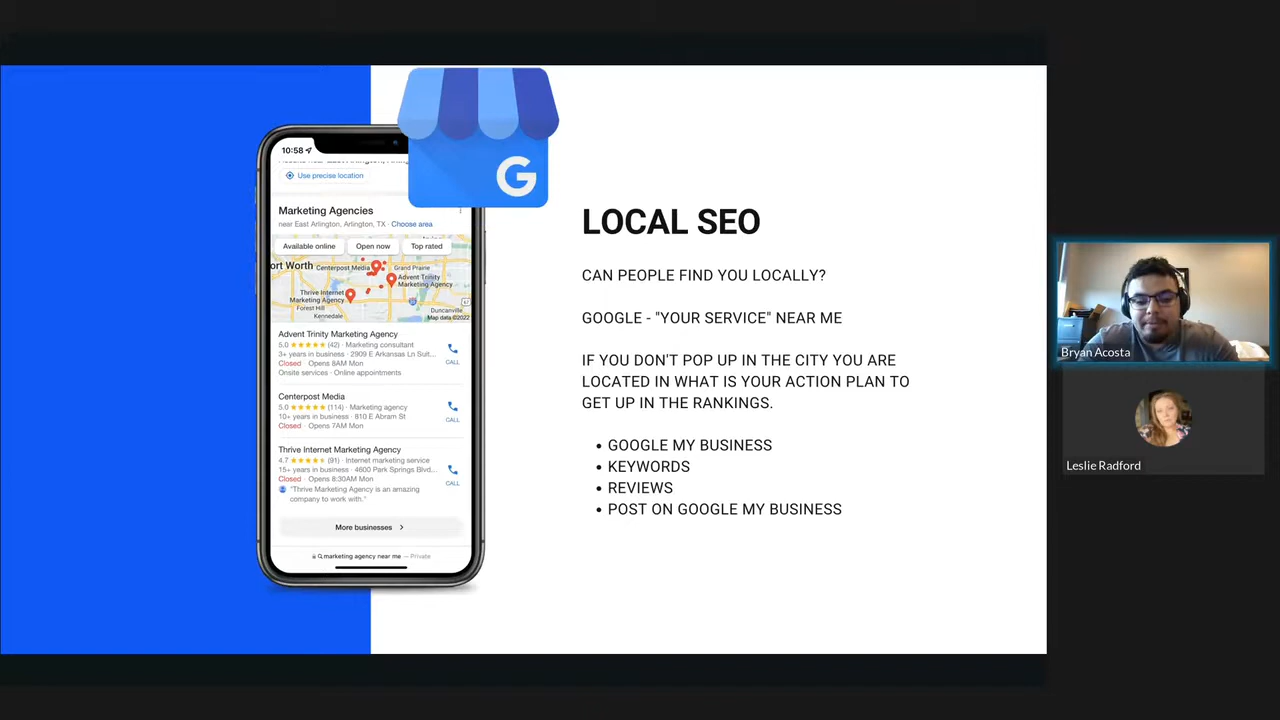 10:58
Use precise location
Marketing Agencies
near East Arlington, Arlington, TX · Choose area
Available online
Open now
Top rated
ort Worth
Centerpost Media
Grand Prairie
Advent Trinity
Marketing Agency
Thrive Internet
Marketing Agency
Forest Hill
Kennedale
Duncanville
Map data ©2022
Advent Trinity Marketing Agency
5.0 (42) · Marketing consultant
3+ years in business · 2909 E Arkansas Ln Suit...
Closed · Opens 8AM Mon
Onsite services · Online appointments
CALL
Centerpost Media
5.0 (114) · Marketing agency
10+ years in business · 810 E Abram St
Closed · Opens 7AM Mon
CALL
Thrive Internet Marketing Agency
4.7 (91) · Internet marketing service
15+ years in business · 4600 Park Springs Blvd...
Closed · Opens 8:30AM Mon
"Thrive Marketing Agency is an amazing
company to work with."
CALL
More businesses
marketing agency near me — Private
G
LOCAL SEO
CAN PEOPLE FIND YOU LOCALLY?
GOOGLE - "YOUR SERVICE" NEAR ME
IF YOU DON'T POP UP IN THE CITY YOU ARE
LOCATED IN WHAT IS YOUR ACTION PLAN TO
GET UP IN THE RANKINGS.
• GOOGLE MY BUSINESS
• KEYWORDS
• REVIEWS
• POST ON GOOGLE MY BUSINESS
Bryan Acosta
Leslie Radford